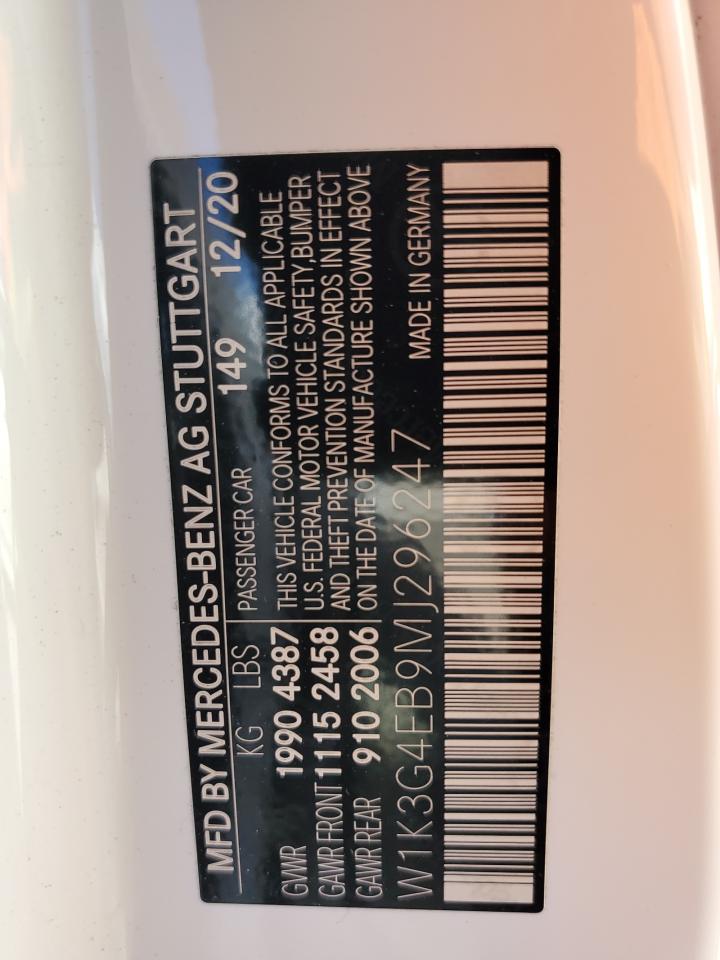 MFD BY MERCEDES-BENZ AG STUTTGART
KG LBS PASSENGER CAR 149 12/20
GVWR 1990 4387 THIS VEHICLE CONFORMS TO ALL APPLICABLE
GAWR FRONT 1115 2458 U.S. FEDERAL MOTOR VEHICLE SAFETY,BUMPER
GAWR REAR 910 2006 AND THEFT PREVENTION STANDARDS IN EFFECT
ON THE DATE OF MANUFACTURE SHOWN ABOVE
W1K3G4EB9MJ296247 MADE IN GERMANY